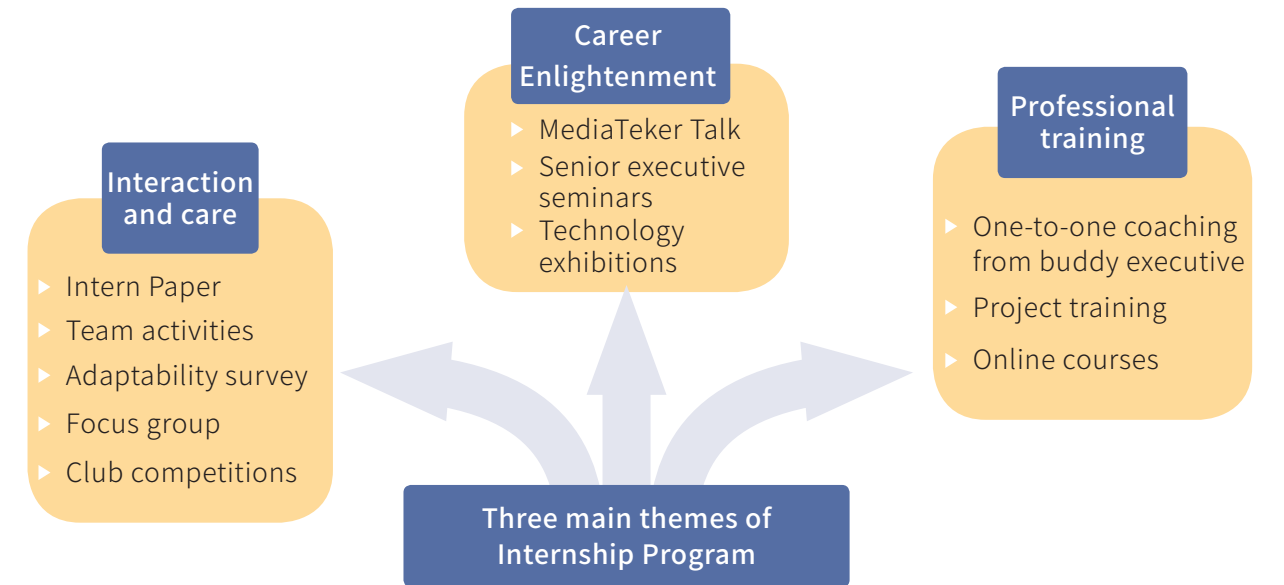 Career
Enlightenment
MediaTeker Talk
Senior executive
seminars
Technology
exhibitions
Professional
training
One-to-one coaching
from buddy executive
Project training
Online courses
Interaction
and care
Intern Paper
Team activities
Adaptability survey
Focus group
Club competitions
Three main themes of
Internship Program